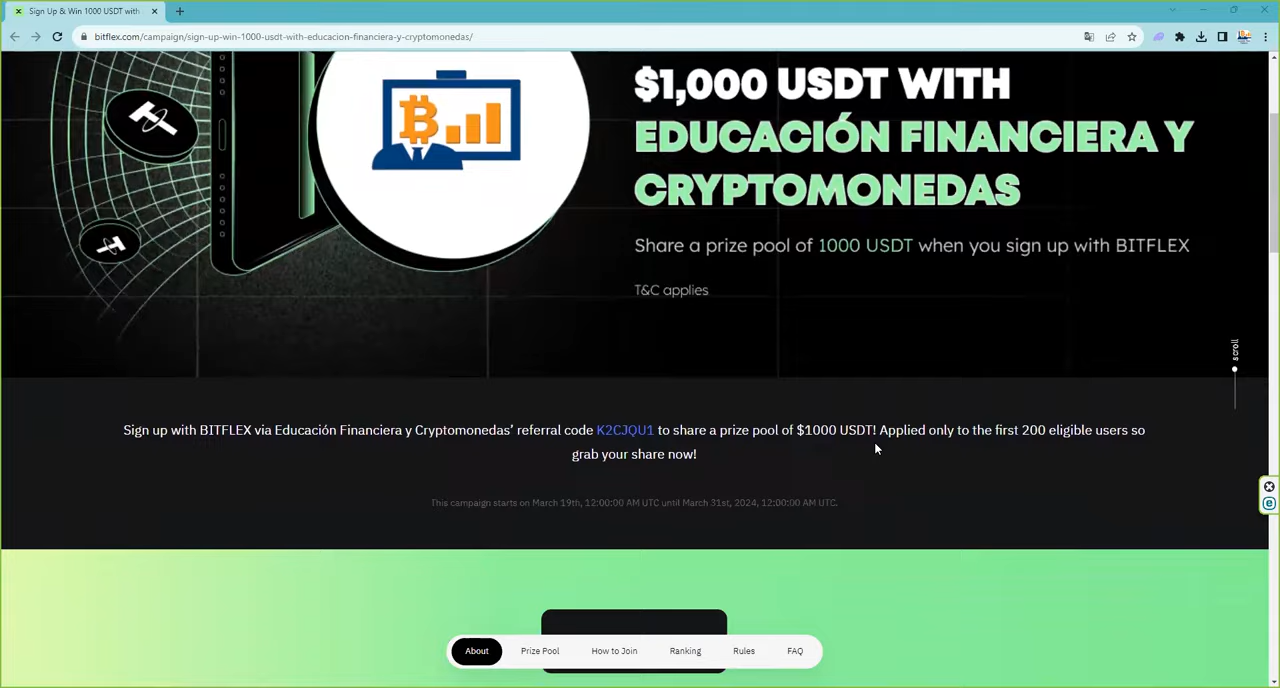 Sign Up & Win 1000 USDT with
bitflex.com/campaign/sign-up-win-1000-usdt-with-educacion-financiera-y-cryptomonedas/
$1,000 USDT WITH
EDUCACIÓN FINANCIERA Y
CRYPTOMONEDAS
Share a prize pool of 1000 USDT when you sign up with BITFLEX
T&C applies
scroll
Sign up with BITFLEX via Educación Financiera y Cryptomonedas’ referral code K2CJQU1 to share a prize pool of $1000 USDT! Applied only to the first 200 eligible users so
grab your share now!
This campaign starts on March 19th, 12:00:00 AM UTC until March 31st, 2024, 12:00:00 AM UTC.
About Prize Pool How to Join Ranking Rules FAQ